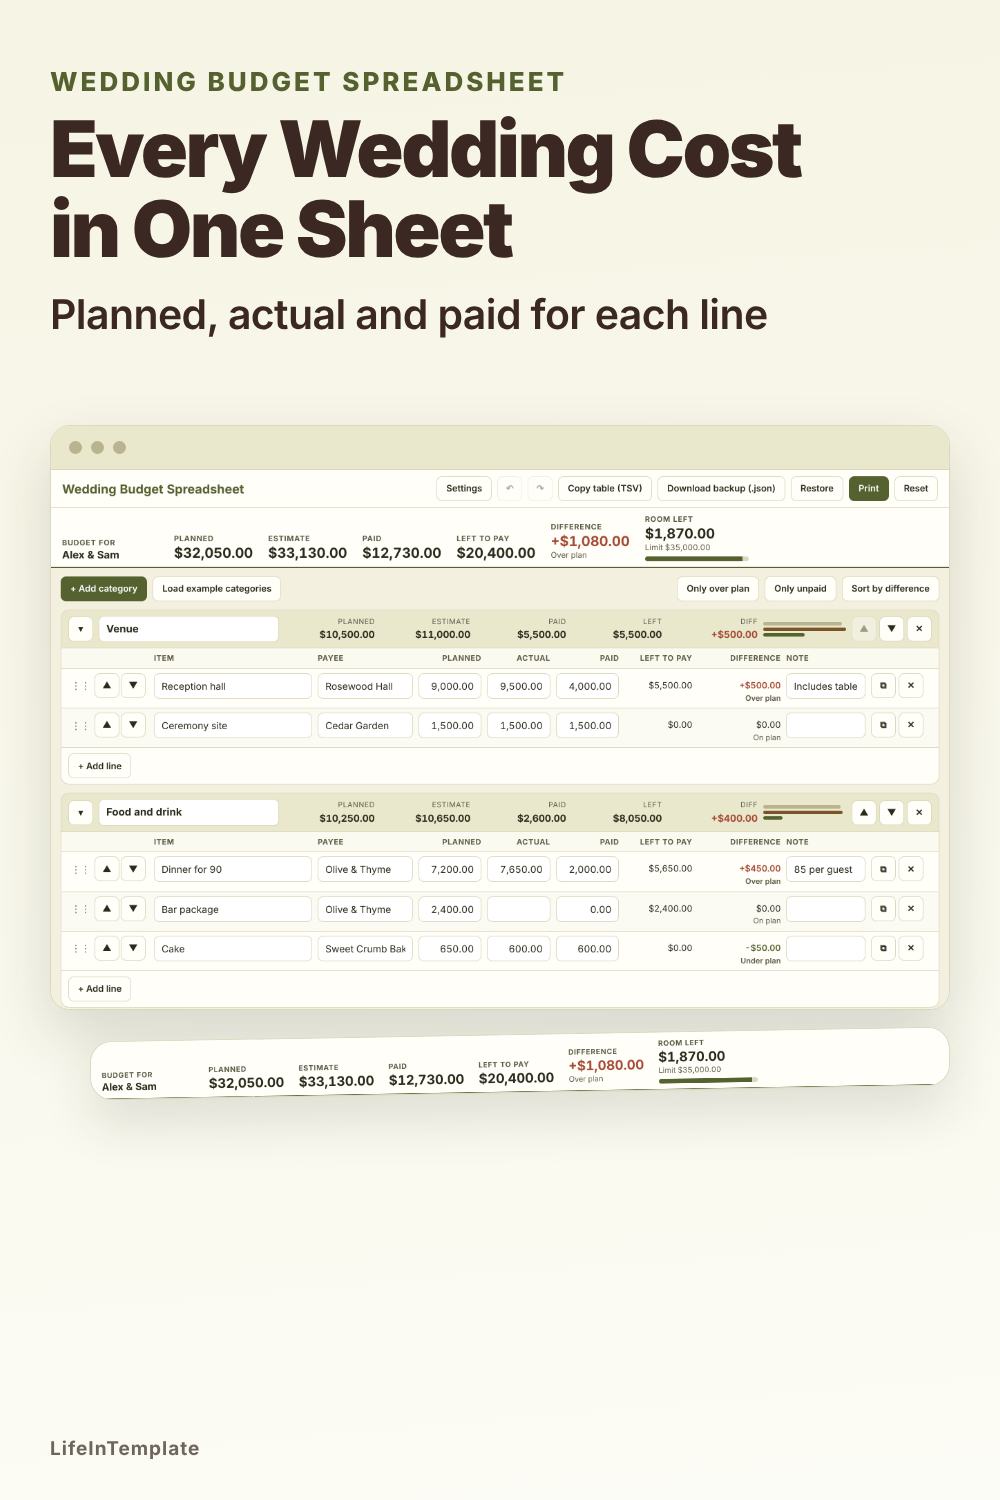 WEDDING BUDGET SPREADSHEET
Every Wedding Cost
in One Sheet
Planned, actual and paid for each line
Wedding Budget Spreadsheet Settings Copy table (TSV) Download backup (.json) Restore Print Reset
BUDGET FOR PLANNED ESTIMATE PAID LEFT TO PAY DIFFERENCE ROOM LEFT
Alex & Sam $32,050.00 $33,130.00 $12,730.00 $20,400.00 +$1,080.00 $1,870.00
Over plan Limit $35,000.00
+ Add category Load example categories Only over plan Only unpaid Sort by difference
Venue PLANNED ESTIMATE PAID LEFT DIFF
$10,500.00 $11,000.00 $5,500.00 $5,500.00 +$500.00
ITEM PAYEE PLANNED ACTUAL PAID LEFT TO PAY DIFFERENCE NOTE
Reception hall Rosewood Hall 9,000.00 9,500.00 4,000.00 $5,500.00 +$500.00 Includes table
Over plan
Ceremony site Cedar Garden 1,500.00 1,500.00 1,500.00 $0.00 $0.00
On plan
+ Add line
Food and drink PLANNED ESTIMATE PAID LEFT DIFF
$10,250.00 $10,650.00 $2,600.00 $8,050.00 +$400.00
ITEM PAYEE PLANNED ACTUAL PAID LEFT TO PAY DIFFERENCE NOTE
Dinner for 90 Olive & Thyme 7,200.00 7,650.00 2,000.00 $5,650.00 +$450.00 85 per guest
Over plan
Bar package Olive & Thyme 2,400.00 0.00 $2,400.00 $0.00
On plan
Cake Sweet Crumb Bak 650.00 600.00 600.00 $0.00 -$50.00
Under plan
+ Add line
BUDGET FOR PLANNED ESTIMATE PAID LEFT TO PAY DIFFERENCE ROOM LEFT
Alex & Sam $32,050.00 $33,130.00 $12,730.00 $20,400.00 +$1,080.00 $1,870.00
Over plan Limit $35,000.00
LifeInTemplate